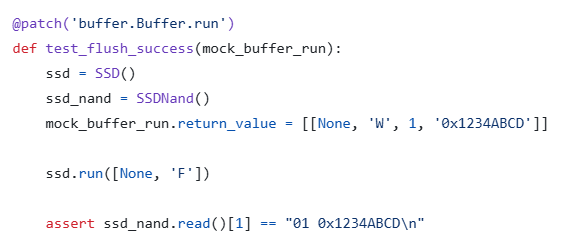 @patch('buffer.Buffer.run')
def test_flush_success(mock_buffer_run):
    ssd = SSD()
    ssd_nand = SSDNand()
    mock_buffer_run.return_value = [[None, 'W', 1, '0x1234ABCD']]

    ssd.run([None, 'F'])

    assert ssd_nand.read()[1] == "01 0x1234ABCD\n"